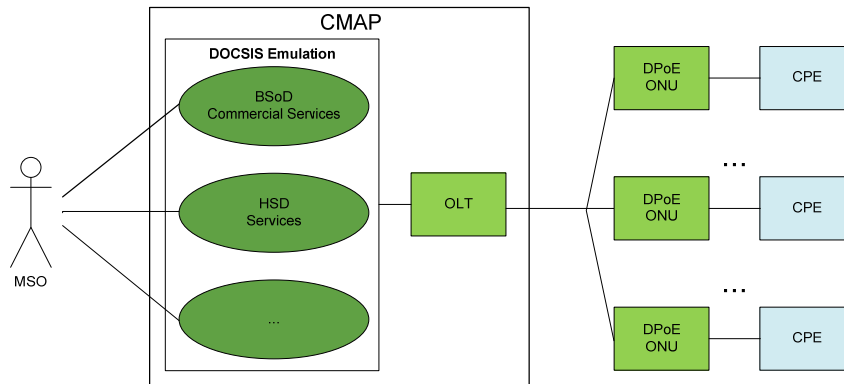 CMAP
DOCSIS Emulation
BSoD
Commercial Services
HSD
Services
...
MSO
OLT
DPoE
ONU
CPE
...
...
DPoE
ONU
CPE
...
...
DPoE
ONU
CPE